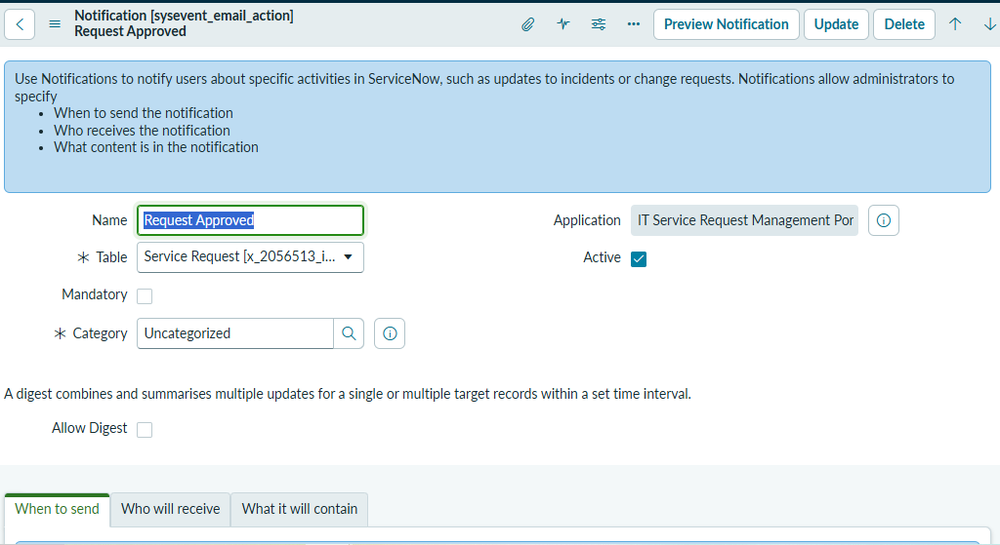 Notification [sysevent_email_action]
Request Approved
Preview Notification
Update
Delete
Use Notifications to notify users about specific activities in ServiceNow, such as updates to incidents or change requests. Notifications allow administrators to
specify
• When to send the notification
• Who receives the notification
• What content is in the notification
Name Request Approved
Application IT Service Request Management Por
Table Service Request [x_2056513_i...
Active
Mandatory
Category Uncategorized
A digest combines and summarises multiple updates for a single or multiple target records within a set time interval.
Allow Digest
When to send
Who will receive
What it will contain